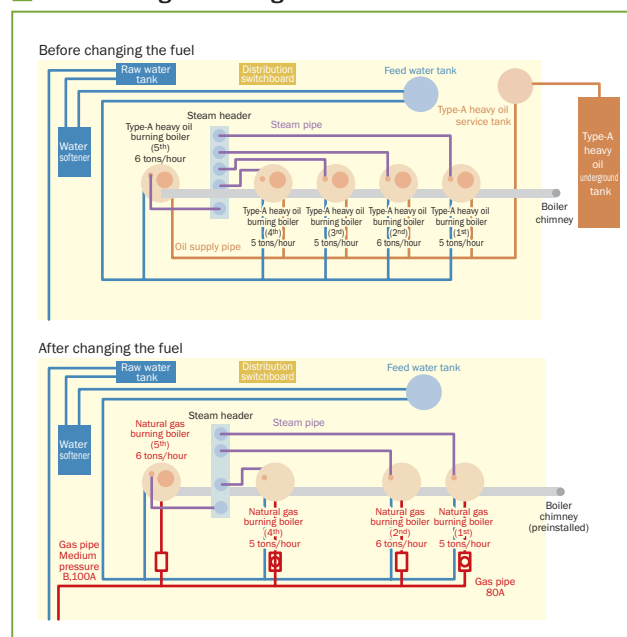 Before changing the fuel
Raw water
tank
Distribution
switchboard
Feed water tank
Type-A heavy oil
service tank
Type-A
heavy
oil
underground
tank
Steam header
Steam pipe
Type-A heavy oil
burning boiler
(5th)
6 tons/hour
Water
softener
Boiler
chimney
Type-A heavy oil
burning boiler
(4th)
5 tons/hour
Type-A heavy oil
burning boiler
(3rd)
5 tons/hour
Type-A heavy oil
burning boiler
(2nd)
6 tons/hour
Type-A heavy oil
burning boiler
(1st)
5 tons/hour
Oil supply pipe
After changing the fuel
Raw water
tank
Distribution
switchboard
Feed water tank
Steam header
Steam pipe
Natural gas
burning boiler
(5th)
6 tons/hour
Water
softener
Boiler
chimney
(preinstalled)
Natural gas
burning boiler
(4th)
5 tons/hour
Natural gas
burning boiler
(2nd)
6 tons/hour
Natural gas
burning boiler
(1st)
5 tons/hour
Gas pipe
Medium
pressure
B,100A
Gas pipe
80A